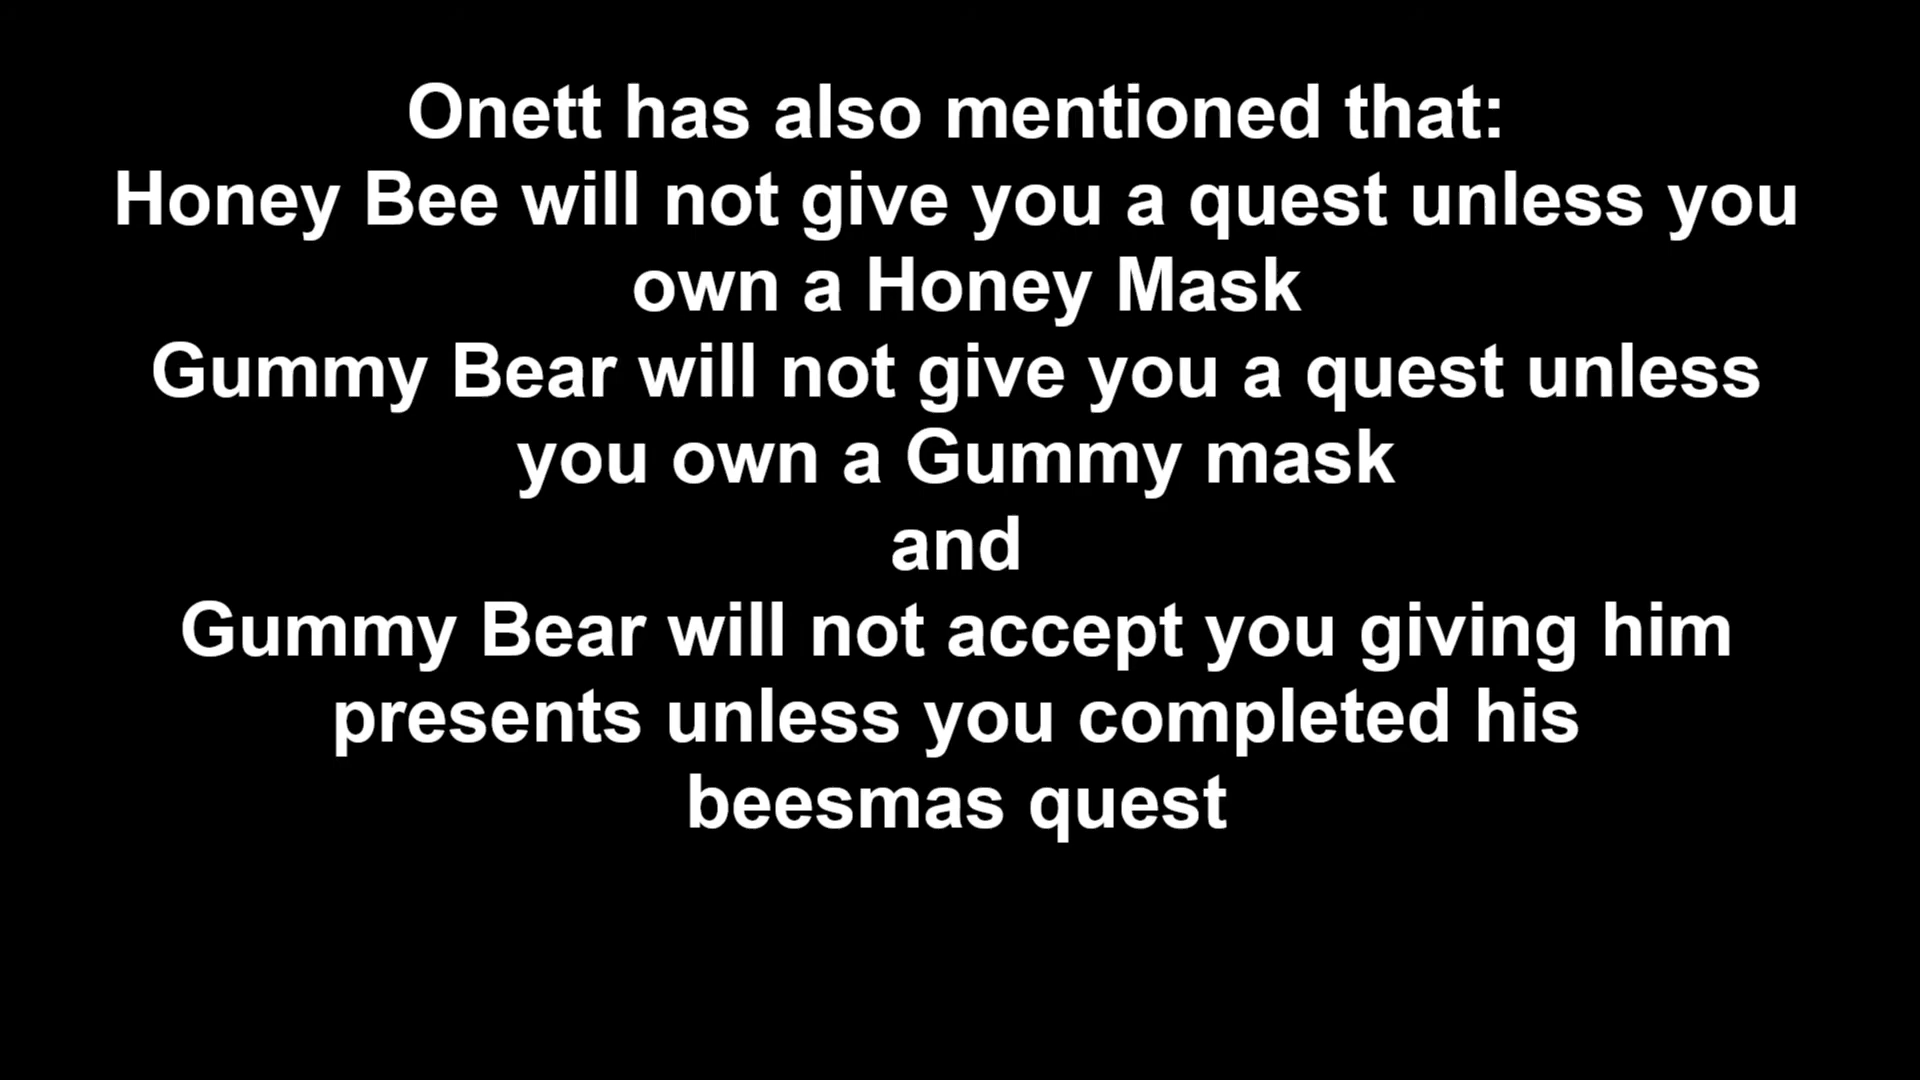 Onett has also mentioned that:
Honey Bee will not give you a quest unless you
own a Honey Mask
Gummy Bear will not give you a quest unless
you own a Gummy mask
and
Gummy Bear will not accept you giving him
presents unless you completed his
beesmas quest